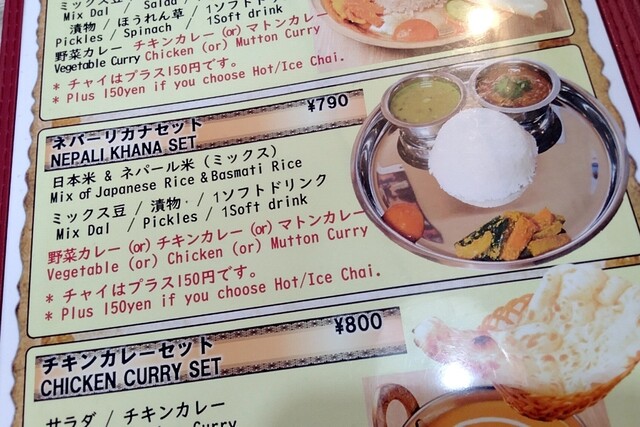 ミックス豆 / サラダ / 1ソフトドリンク
Mix Dal / Salad /
漬物 / ほうれん草 / 1Soft drink
Pickles / Spinach
野菜カレー チキンカレー (or) マトンカレー
Vegetable Curry Chicken (or) Mutton Curry
* チャイはプラス150円です。
* Plus 150yen if you choose Hot/Ice Chai.
ネパーリカナセット ¥790
NEPALI KHANA SET
日本米 & ネパール米 (ミックス)
Mix of Japanese Rice & Basmati Rice
ミックス豆 / 漬物 / 1ソフトドリンク
Mix Dal / Pickles / 1Soft drink
野菜カレー (or) チキンカレー (or) マトンカレー
Vegetable (or) Chicken (or) Mutton Curry
* チャイはプラス150円です。
* Plus 150yen if you choose Hot/Ice Chai.
チキンカレーセット ¥800
CHICKEN CURRY SET
サラダ / チキンカレー
Curry